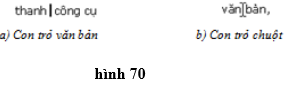 thanh công cụ
văn bản,
a) Con trỏ văn bản
b) Con trỏ chuột
hình 70